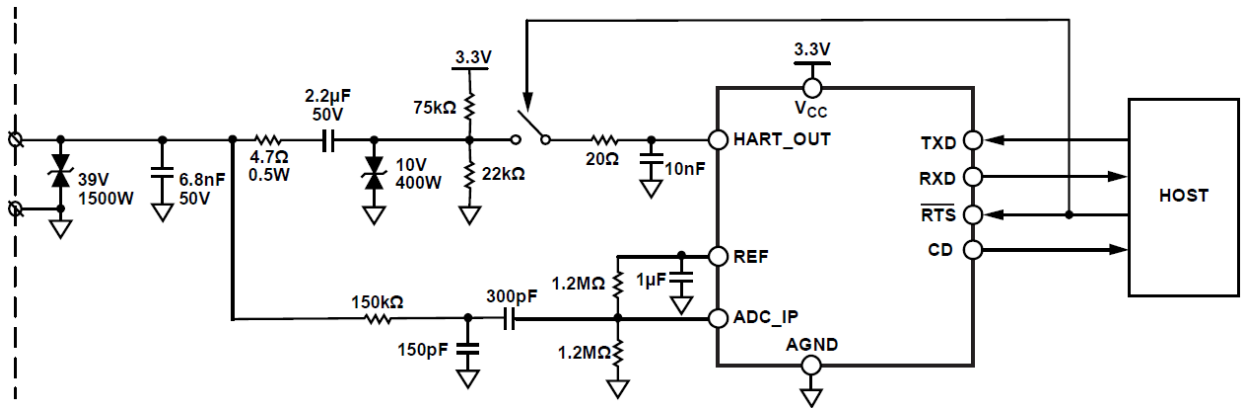 3.3V
3.3V
2.2µF
50V
75kΩ
VCC
HART_OUT
TXD
4.7Ω
0.5W
20Ω
10nF
39V
1500W
6.8nF
50V
10V
400W
22kΩ
RXD
HOST
RTS
REF
CD
1.2MΩ
1µF
150kΩ
300pF
ADC_IP
150pF
1.2MΩ
AGND